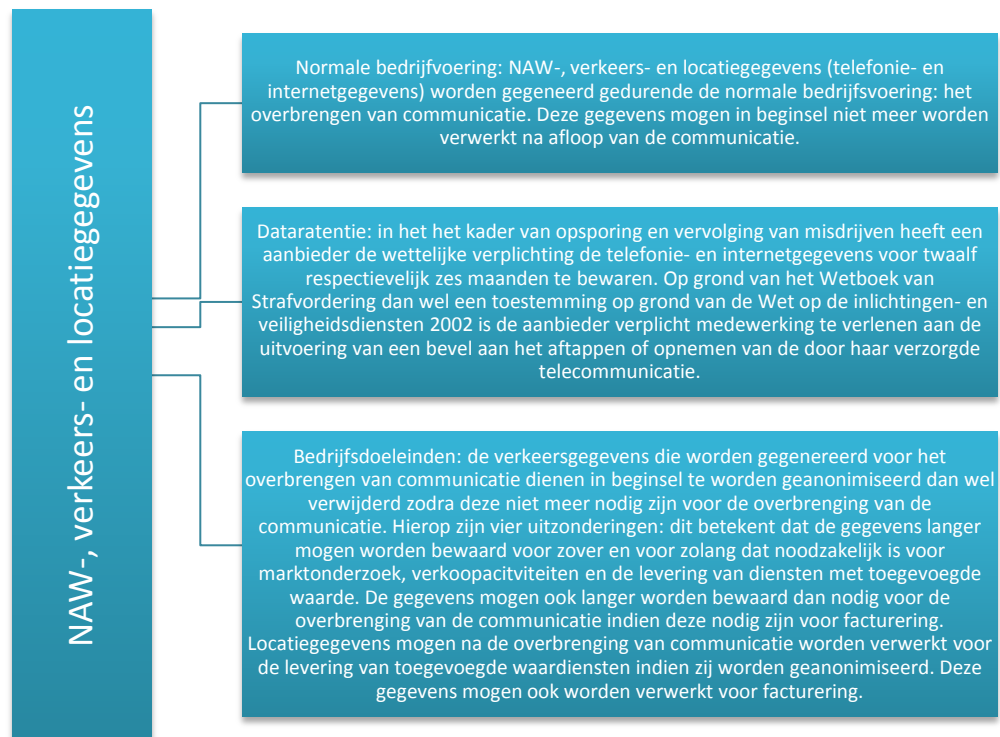 NAW-, verkeers- en locatiegegevens
Normale bedrijfvoering: NAW-, verkeers- en locatiegegevens (telefonie- en
internetgegevens) worden gegeneerd gedurende de normale bedrijfsvoering: het
overbrengen van communicatie. Deze gegevens mogen in beginsel niet meer worden
verwerkt na afloop van de communicatie.
Dataratentie: in het het kader van opsporing en vervolging van misdrijven heeft een
aanbieder de wettelijke verplichting de telefonie- en internetgegevens voor twaalf
respectievelijk zes maanden te bewaren. Op grond van het Wetboek van
Strafvordering dan wel een toestemming op grond van de Wet op de inlichtingen- en
veiligheidsdiensten 2002 is de aanbieder verplicht medewerking te verlenen aan de
uitvoering van een bevel aan het aftappen of opnemen van de door haar verzorgde
telecommunicatie.
Bedrijfsdoeleinden: de verkeersgegevens die worden gegenereerd voor het
overbrengen van communicatie dienen in beginsel te worden geanonimiseerd dan wel
verwijderd zodra deze niet meer nodig zijn voor de overbrenging van de
communicatie. Hierop zijn vier uitzonderingen: dit betekent dat de gegevens langer
mogen worden bewaard voor zover en voor zolang dat noodzakelijk is voor
marktonderzoek, verkoopacitviteiten en de levering van diensten met toegevoegde
waarde. De gegevens mogen ook langer worden bewaard dan nodig voor de
overbrenging van de communicatie indien deze nodig zijn voor facturering.
Locatiegegevens mogen na de overbrenging van communicatie worden verwerkt voor
de levering van toegevoegde waardiensten indien zij worden geanonimiseerd. Deze
gegevens mogen ook worden verwerkt voor facturering.